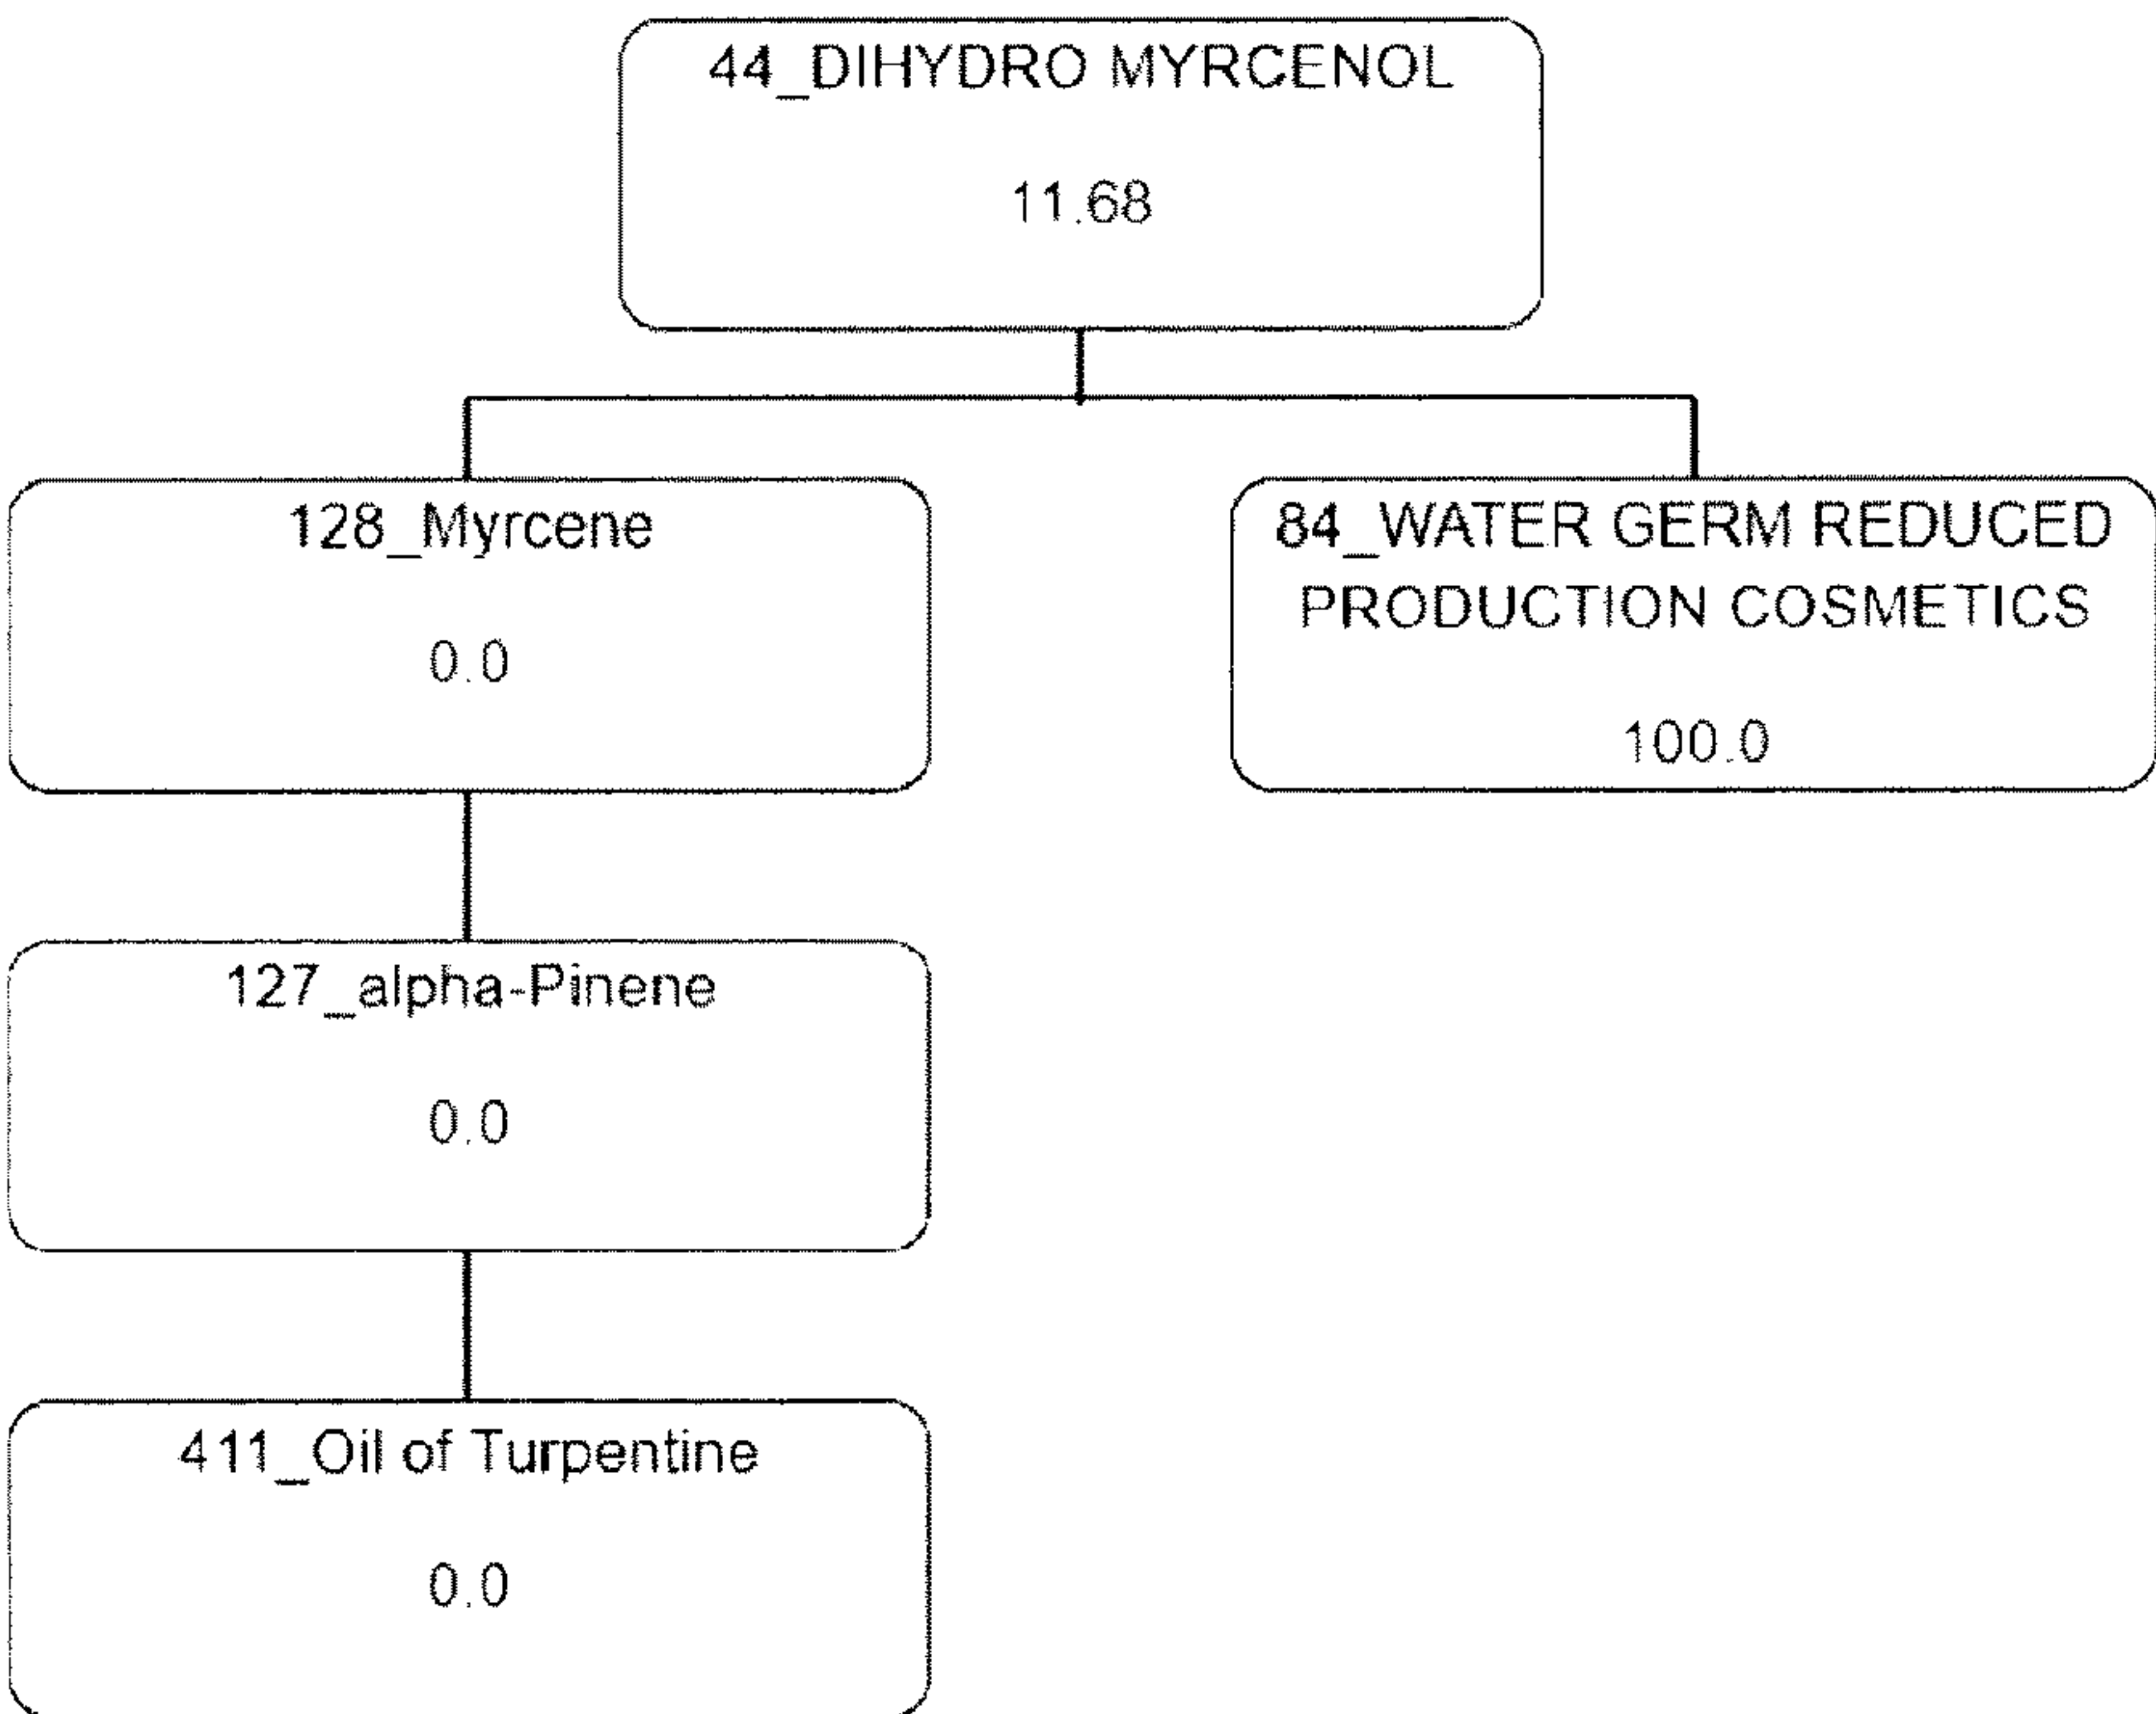 44_DIHYDRO MYRCENOL
11.68
128_Myrcene
0.0
84_WATER GERM REDUCED
PRODUCTION COSMETICS
100.0
127_alpha-Pinene
0.0
411_Oil of Turpentine
0.0